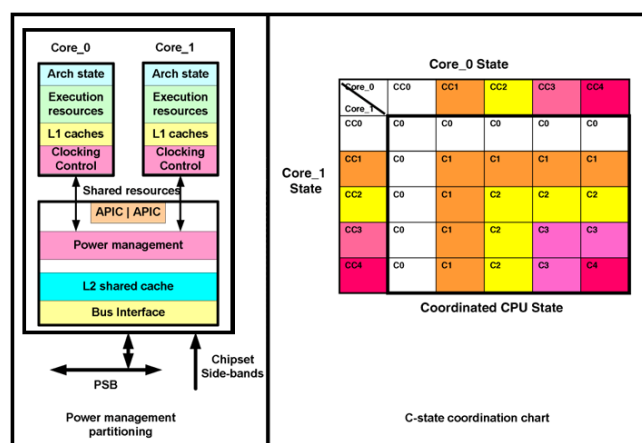 Core_0 Core_1
Arch state Arch state
Execution Execution
resources resources
L1 caches L1 caches
Clocking Clocking
Control Control
Shared resources
APIC | APIC
Power management
L2 shared cache
Bus Interface
PSB
Chipset
Side-bands
Power management
partitioning
Core_0 State
Core_0 CC0 CC1 CC2 CC3 CC4
Core_1
CC0 C0 C0 C0 C0 C0
CC1 C0 C1 C1 C1 C1
CC2 C0 C1 C2 C2 C2
CC3 C0 C1 C2 C3 C3
CC4 C0 C1 C2 C3 C4
Core_1
State
Coordinated CPU State
C-state coordination chart